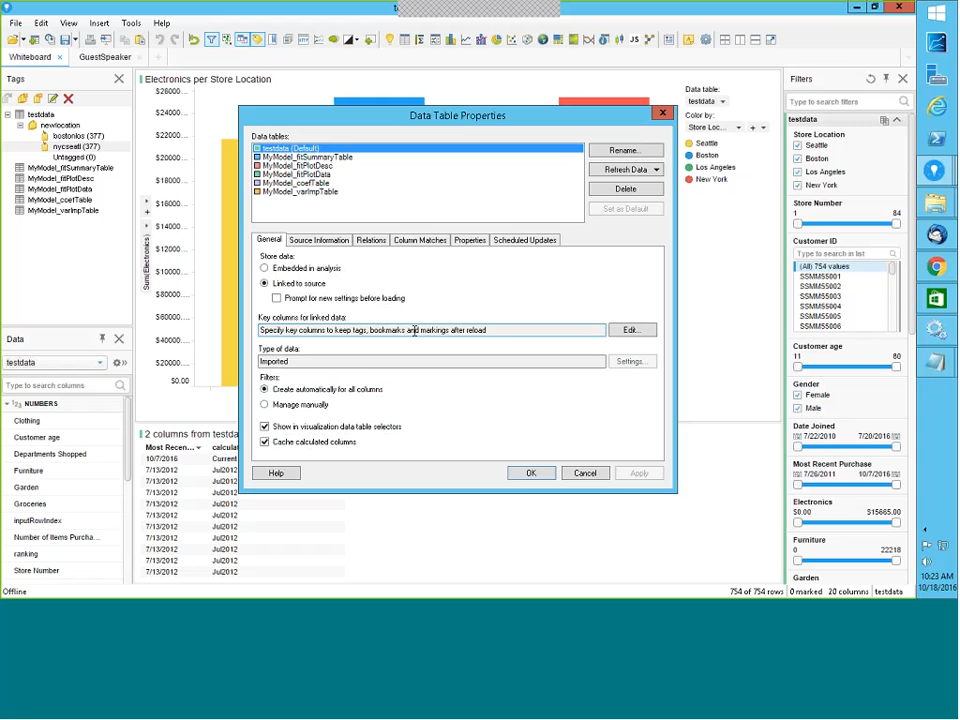 File Edit View Insert Tools Help
Whiteboard GuestSpeaker
Tags
testdata
newlocation
bostonlos (377)
nycseatl (377)
Untagged (0)
MyModel_fitSummaryTable
MyModel_fitPlotDesc
MyModel_fitPlotData
MyModel_coefTable
MyModel_varImpTable
Data
testdata
Type to search columns
NUMBERS
Clothing
Customer age
Departments Shopped
Furniture
Garden
Groceries
inputRowIndex
Number of Items Purcha...
ranking
Store Number
Electronics per Store Location
$26000...
$24000...
$22000...
$20000...
$18000...
$16000...
$14000...
$12000...
$10000...
$80000...
$60000...
$40000...
$20000...
$0.00
Sum(Electronics)
Data table:
testdata
Color by:
Store Loc...
Seattle
Boston
Los Angeles
New York
Data Table Properties
Data tables:
testdata (Default)
MyModel_fitSummaryTable
MyModel_fitPlotDesc
MyModel_fitPlotData
MyModel_coefTable
MyModel_varImpTable
Rename...
Refresh Data
Delete
Set as Default
General Source Information Relations Column Matches Properties Scheduled Updates
Store data:
Embedded in analysis
Linked to source
Prompt for new settings before loading
Key columns for linked data:
Specify key columns to keep tags, bookmarks and markings after reload
Edit...
Type of data:
Imported
Settings...
Filters:
Create automatically for all columns
Manage manually
Show in visualization data table selectors
Cache calculated columns
Help OK Cancel Apply
2 columns from testda
Most Recen... calcula
10/7/2016 Current
7/13/2012 Jul2012
7/13/2012 Jul2012
7/13/2012 Jul2012
7/13/2012 Jul2012
7/13/2012 Jul2012
7/13/2012 Jul2012
7/13/2012 Jul2012
7/13/2012 Jul2012
7/13/2012 Jul2012
7/13/2012 Jul2012
Filters
Type to search filters
testdata
Store Location
Seattle
Boston
Los Angeles
New York
Store Number
1 84
Customer ID
Type to search in list
(All) 754 values
SSMM55001
SSMM55002
SSMM55003
SSMM55004
SSMM55005
SSMM55006
Customer age
11 80
Gender
Female
Male
Date Joined
7/22/2010 7/20/2016
Most Recent Purchase
7/26/2011 10/7/2016
Electronics
$0.00 $15665.00
Furniture
0 22218
Garden
JS
10:23 AM
10/18/2016
Offline
754 of 754 rows 0 marked 20 columns testdata